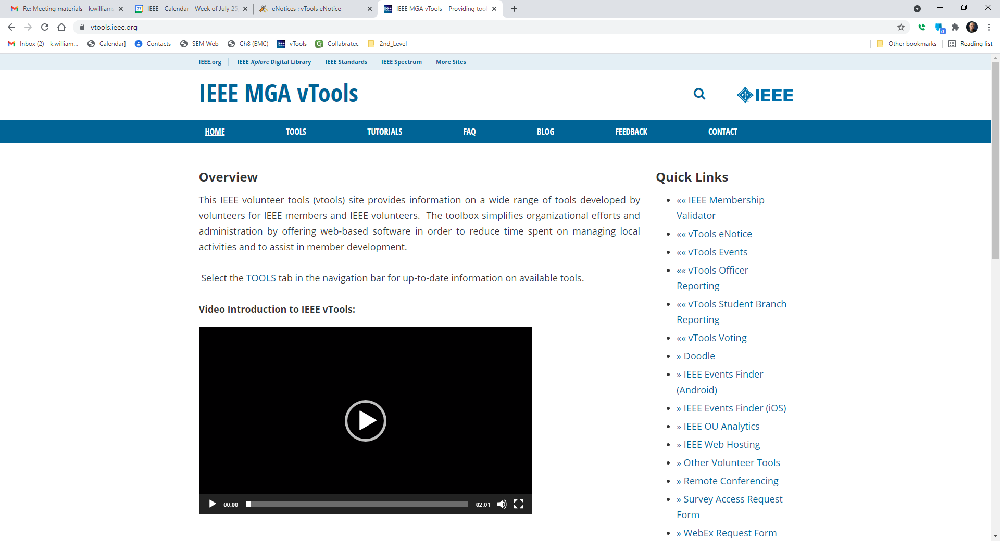 Re: Meeting materials - k.williams
27 IEEE - Calendar - Week of July 25
eNotices : vTools eNotice
IEEE IEEE MGA vTools – Providing tool
vtools.ieee.org
0
Inbox (2) - k.william...
Calendar]
Contacts
SEM Web
Ch8 (EMC)
IEEE vTools
CT Collabratec
2nd_Level
Other bookmarks
Reading list
IEEE.org
IEEE Xplore Digital Library
IEEE Standards
IEEE Spectrum
More Sites
IEEE MGA vTools
IEEE
HOME
TOOLS
TUTORIALS
FAQ
BLOG
FEEDBACK
CONTACT
Overview
This IEEE volunteer tools (vtools) site provides information on a wide range of tools developed by
volunteers for IEEE members and IEEE volunteers. The toolbox simplifies organizational efforts and
administration by offering web-based software in order to reduce time spent on managing local
activities and to assist in member development.
Select the TOOLS tab in the navigation bar for up-to-date information on available tools.
Video Introduction to IEEE vTools:
00:00
02:01
Quick Links
«« IEEE Membership
Validator
«« vTools eNotice
«« vTools Events
«« vTools Officer
Reporting
«« vTools Student Branch
Reporting
«« vTools Voting
» Doodle
» IEEE Events Finder
(Android)
» IEEE Events Finder (iOS)
» IEEE OU Analytics
» IEEE Web Hosting
» Other Volunteer Tools
» Remote Conferencing
» Survey Access Request
Form
» WebEx Request Form